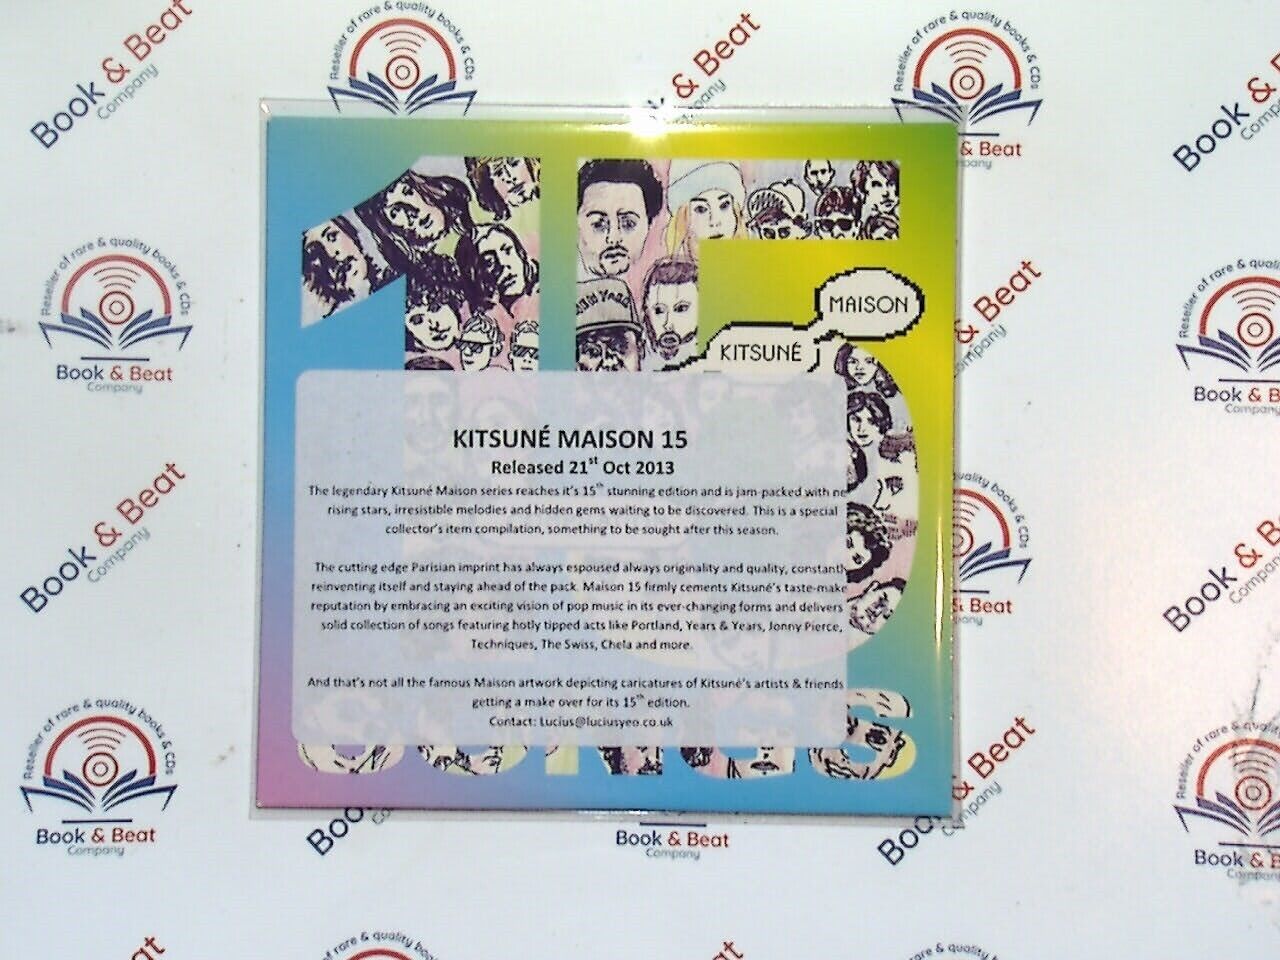 15
MAISON
KITSUNÉ
NEW YORK
KITSUNÉ MAISON 15
Released 21st Oct 2013
The legendary Kitsuné Maison series reaches it's 15th stunning edition and is jam-packed with ne
rising stars, irresistible melodies and hidden gems waiting to be discovered. This is a special
collector's item compilation, something to be sought after this season.
The cutting edge Parisian imprint has always espoused always originality and quality, constantl
reinventing itself and staying ahead of the pack. Maison 15 firmly cements Kitsuné's taste-make
reputation by embracing an exciting vision of pop music in its ever-changing forms and delivers
solid collection of songs featuring hotly tipped acts like Portland, Years & Years, Jonny Pierce,
Techniques, The Swiss, Chela and more.
And that's not all the famous Maison artwork depicting caricatures of Kitsuné's artists & friends
getting a make over for its 15th edition.
Contact: Lucius@luciusyeo.co.uk
SONGS
Reseller of rare & quality books & CDs
Book & Beat
Company